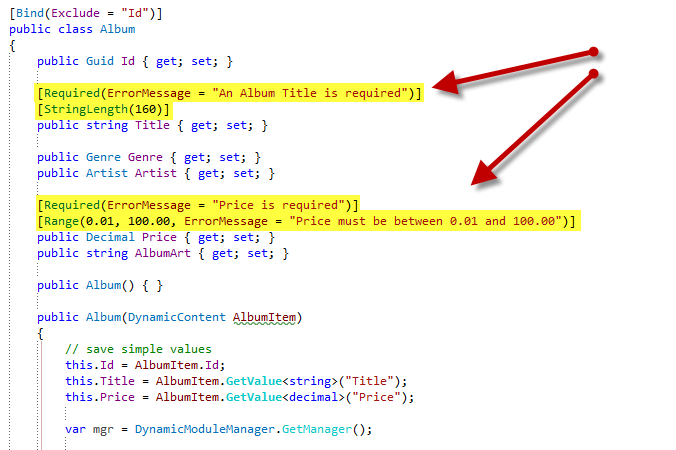 [Bind(Exclude = "Id")]
public class Album
{
public Guid Id { get; set; }
[Required(ErrorMessage = "An Album Title is required")]
[StringLength(160)]
public string Title { get; set; }
public Genre Genre { get; set; }
public Artist Artist { get; set; }
[Required(ErrorMessage = "Price is required")]
[Range(0.01, 100.00, ErrorMessage = "Price must be between 0.01 and 100.00")]
public Decimal Price { get; set; }
public string AlbumArt { get; set; }
public Album() { }
public Album(DynamicContent AlbumItem)
{
// save simple values
this.Id = AlbumItem.Id;
this.Title = AlbumItem.GetValue<string>("Title");
this.Price = AlbumItem.GetValue<decimal>("Price");
var mgr = DynamicModuleManager.GetManager();